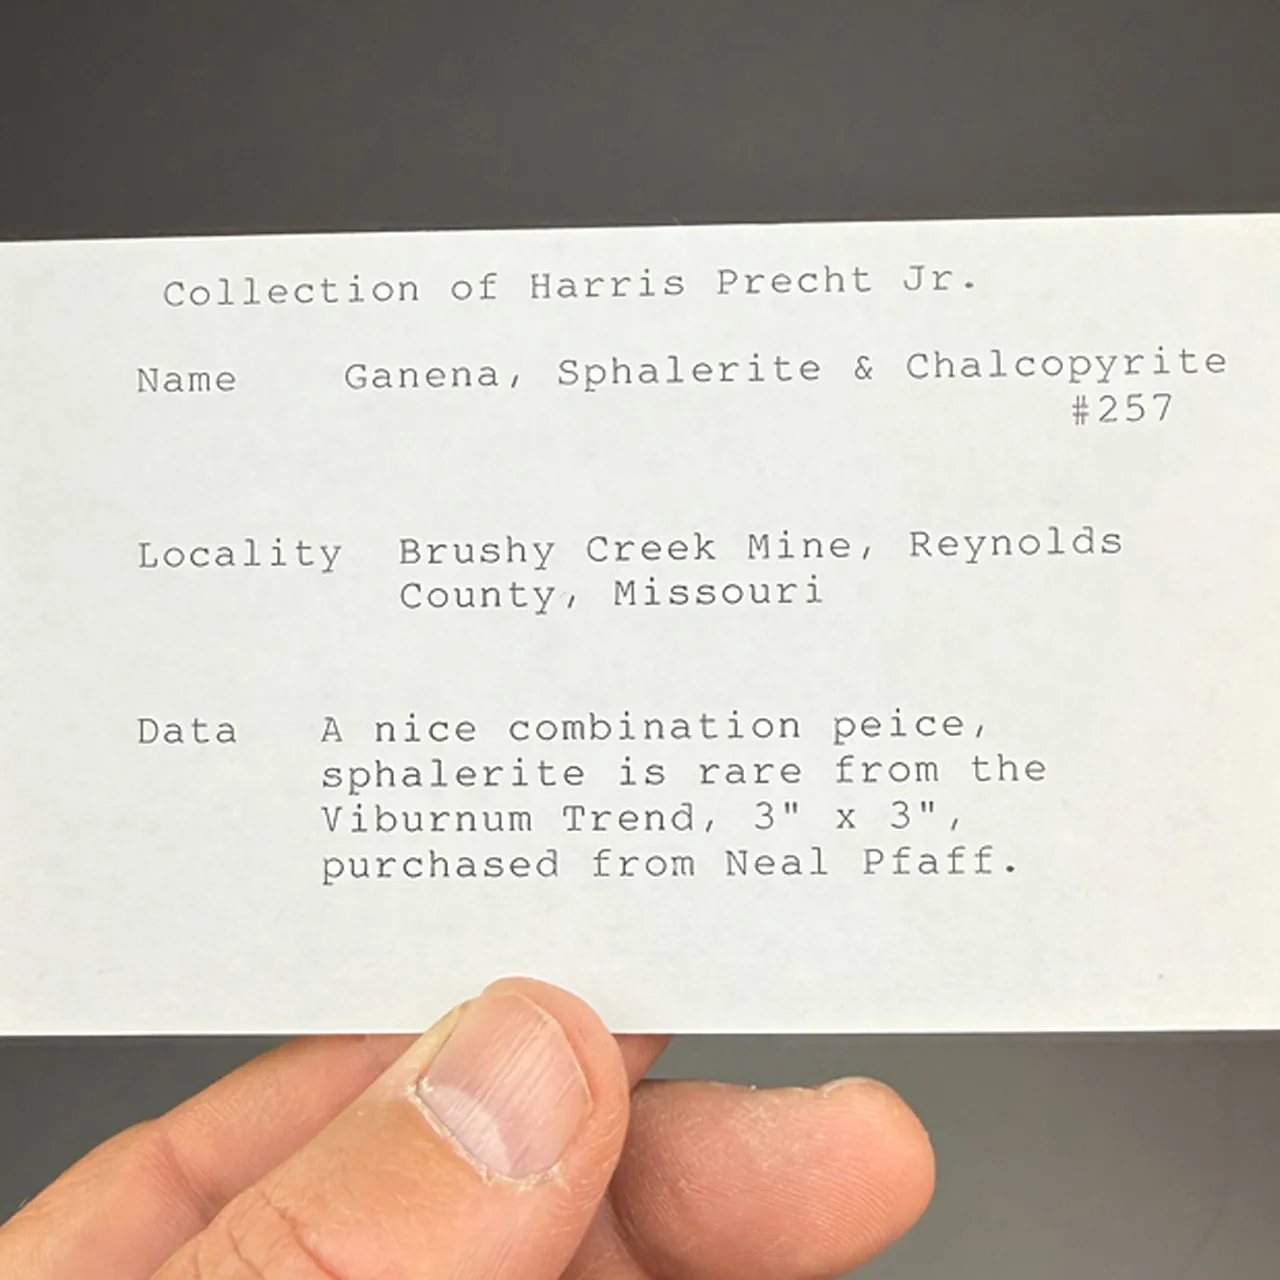 Collection of Harris Precht Jr.
Name Ganena, Sphalerite & Chalcopyrite
#257
Locality Brushy Creek Mine, Reynolds
County, Missouri
Data A nice combination peice,
sphalerite is rare from the
Viburnum Trend, 3" x 3",
purchased from Neal Pfaff.